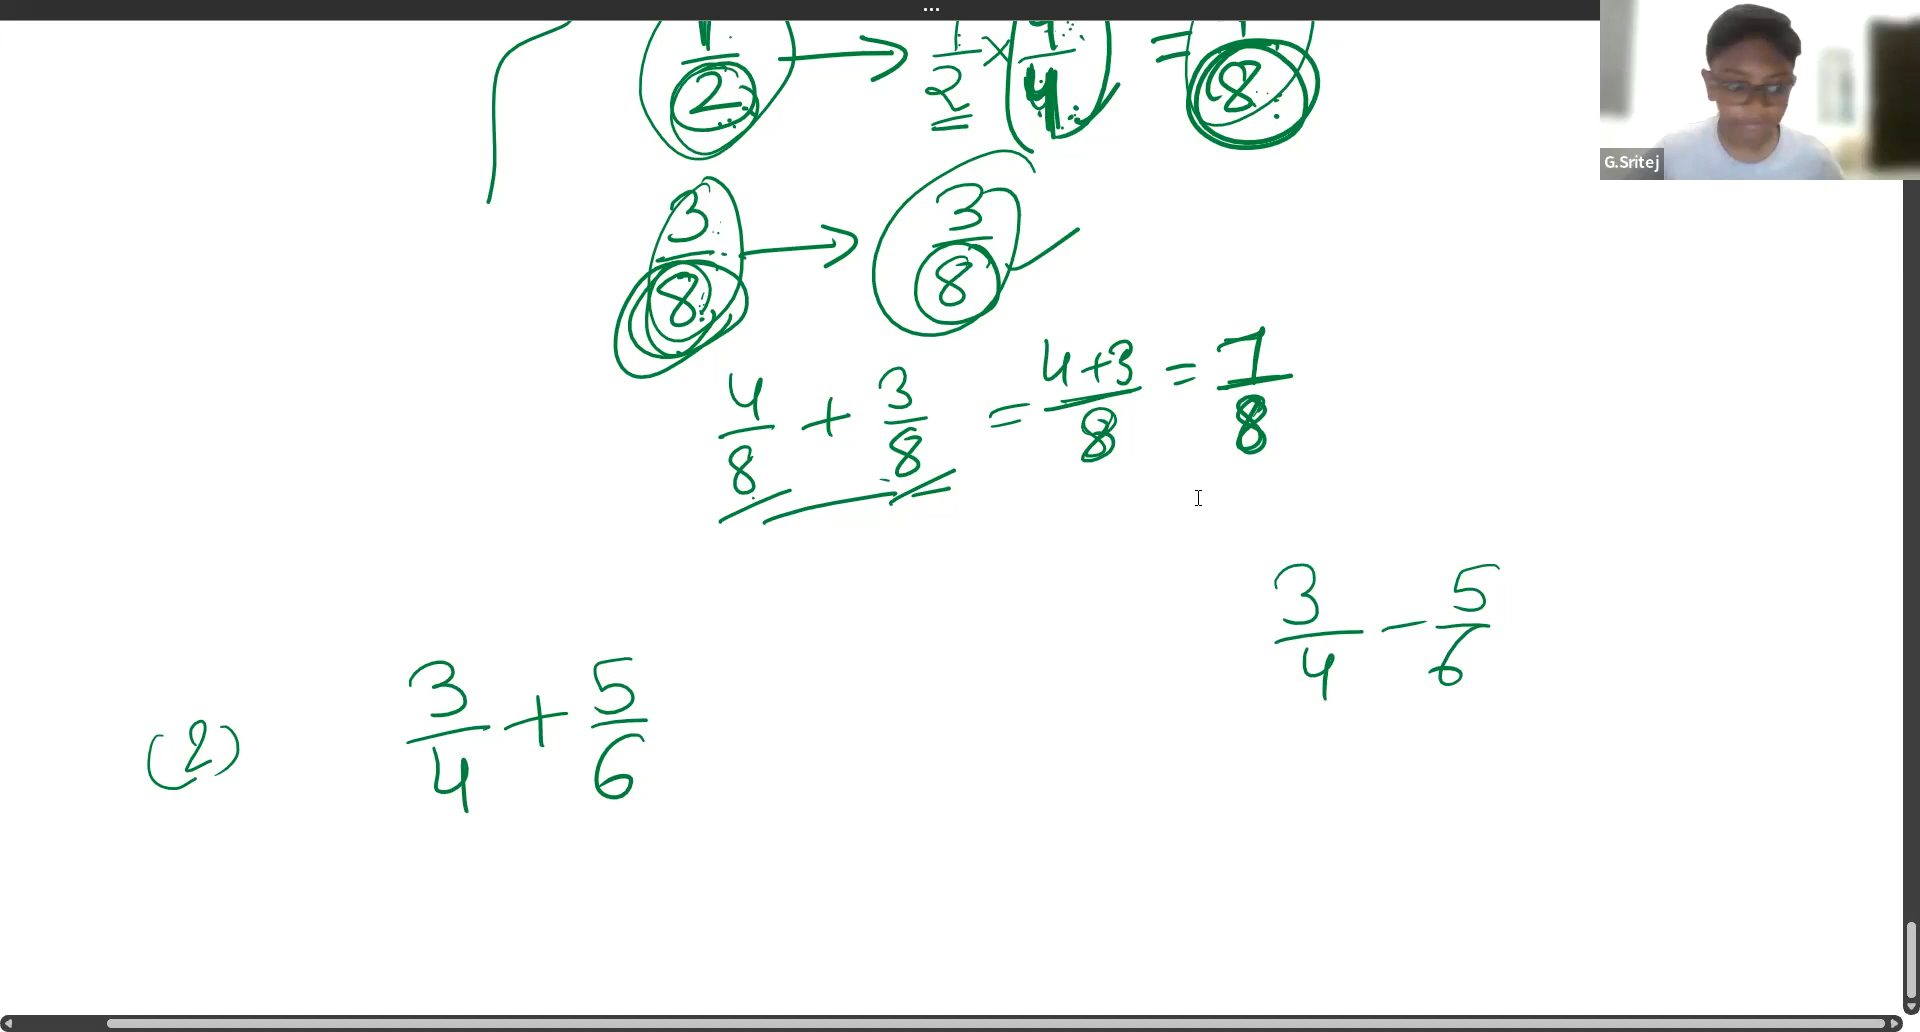 1/2 → 1/2 × 4/4 = 4/8
3/8 → 3/8
4/8 + 3/8 = 4+3/8 = 7/8
3/4 - 5/6
(2) 3/4 + 5/6
G.Sritej